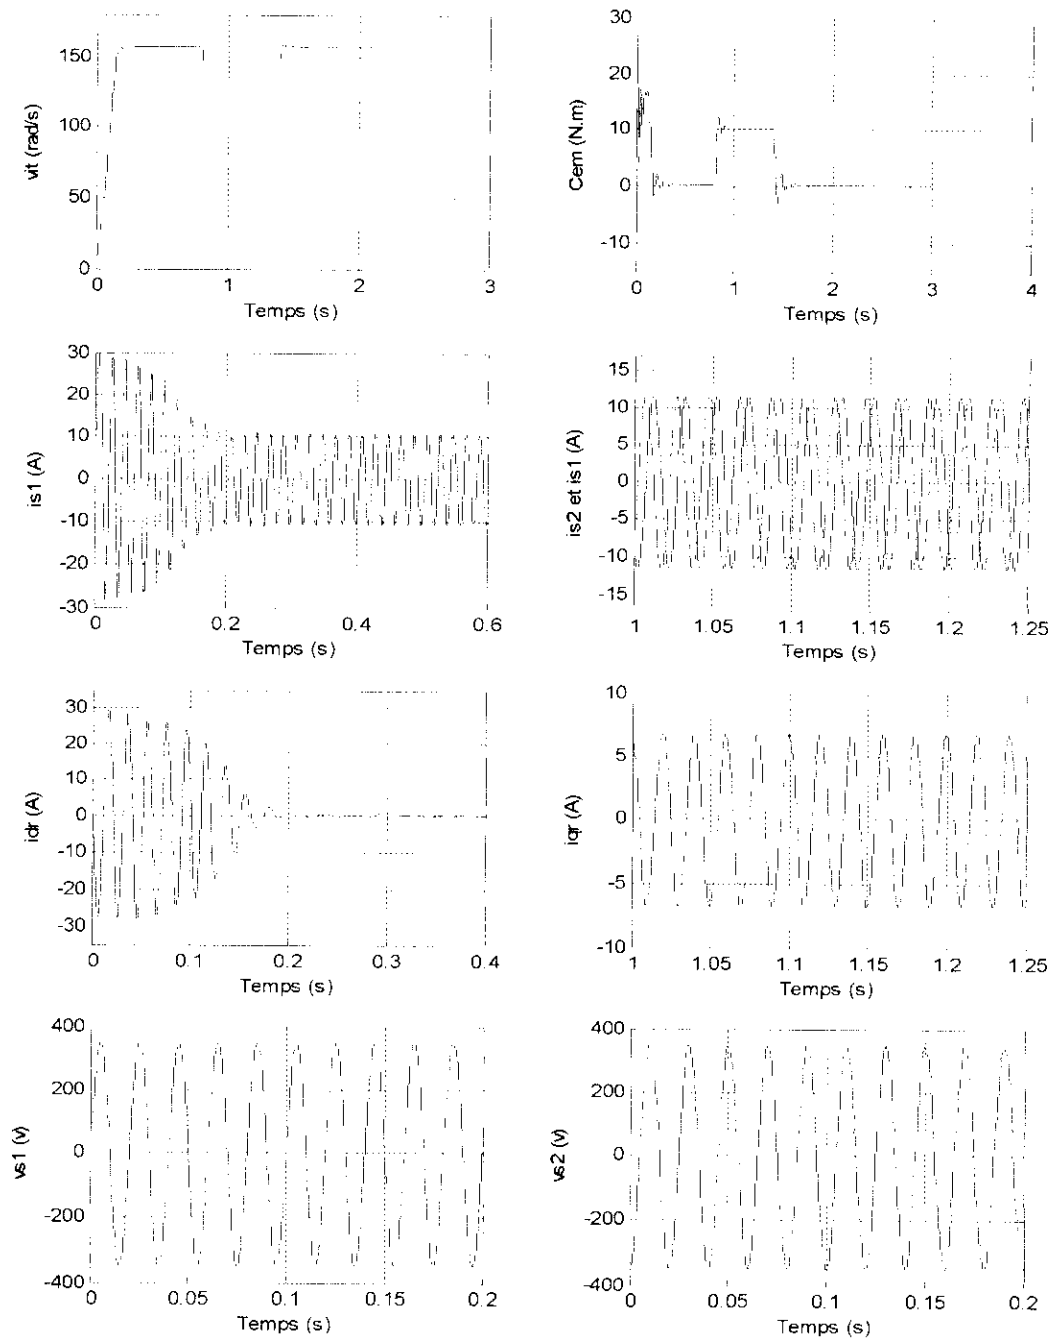 150
100
50
0
vit (rad/s)
0 1 2 3
Temps (s)
30
20
10
0
-10
Cem (N.m)
0 1 2 3 4
Temps (s)
30
20
10
0
-10
-20
-30
is1 (A)
0 0.2 0.4 0.6
Temps (s)
15
10
5
0
-5
-10
-15
is2 et is1 (A)
1 1.05 1.1 1.15 1.2 1.25
Temps (s)
30
20
10
0
-10
-20
-30
idr (A)
0 0.1 0.2 0.3 0.4
Temps (s)
10
5
0
-5
-10
iqr (A)
1 1.05 1.1 1.15 1.2 1.25
Temps (s)
400
200
0
-200
-400
vs1 (v)
0 0.05 0.1 0.15 0.2
Temps (s)
400
200
0
-200
-400
vs2 (v)
0 0.05 0.1 0.15 0.2
Temps (s)